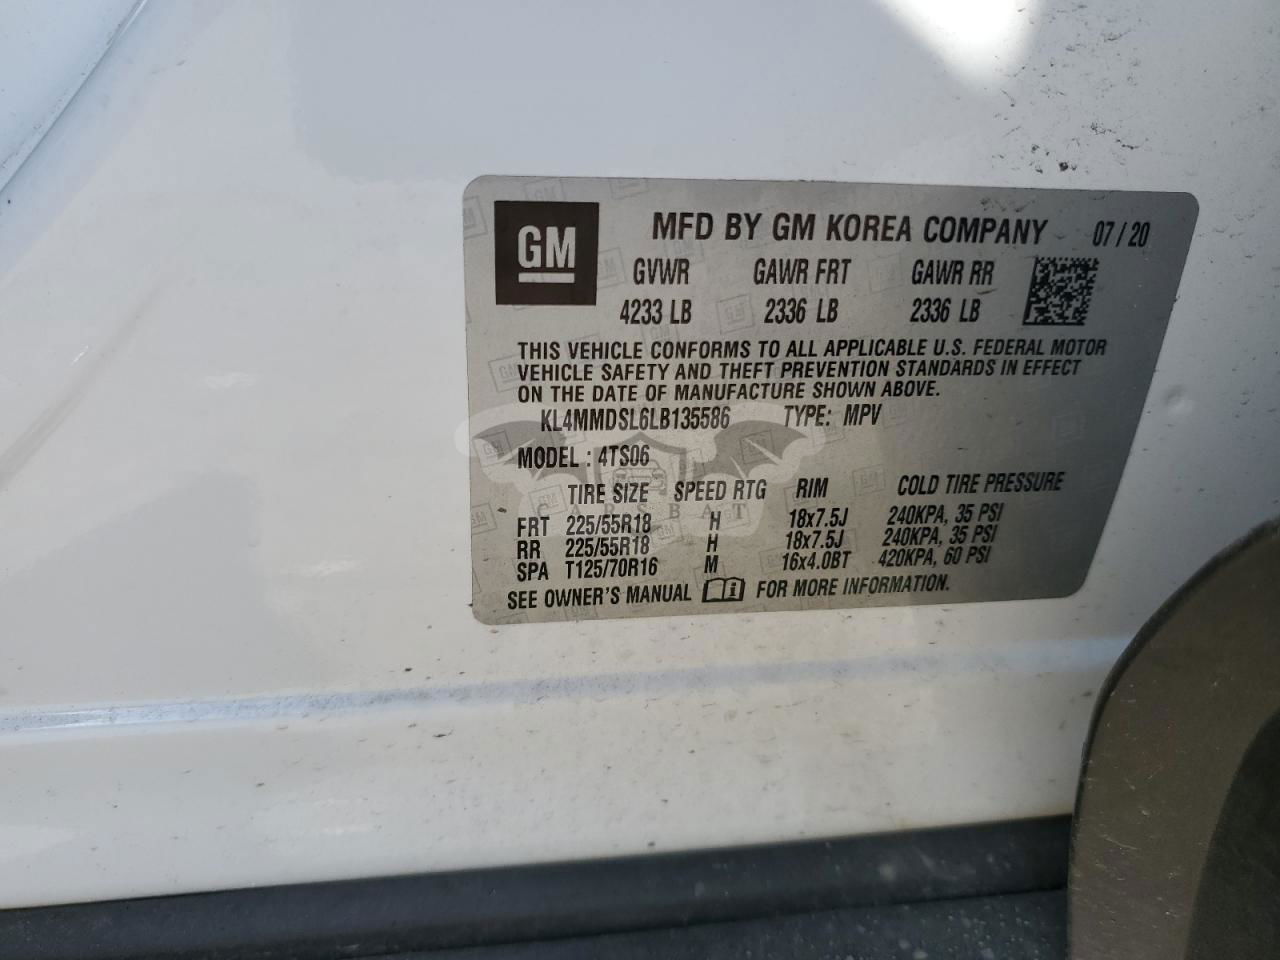 GM
MFD BY GM KOREA COMPANY 07 / 20
GVWR GAWR FRT GAWR RR
4233 LB 2336 LB 2336 LB
THIS VEHICLE CONFORMS TO ALL APPLICABLE U.S. FEDERAL MOTOR
VEHICLE SAFETY AND THEFT PREVENTION STANDARDS IN EFFECT
ON THE DATE OF MANUFACTURE SHOWN ABOVE.
KL4MMDSL6LB135586 TYPE: MPV
MODEL : 4TS06
TIRE SIZE SPEED RTG RIM COLD TIRE PRESSURE
CARSBAT
FRT 225/55R18 H 18x7.5J 240KPA, 35 PSI
RR 225/55R18 H 18x7.5J 240KPA, 35 PSI
SPA T125/70R16 M 16x4.0BT 420KPA, 60 PSI
SEE OWNER'S MANUAL i FOR MORE INFORMATION.